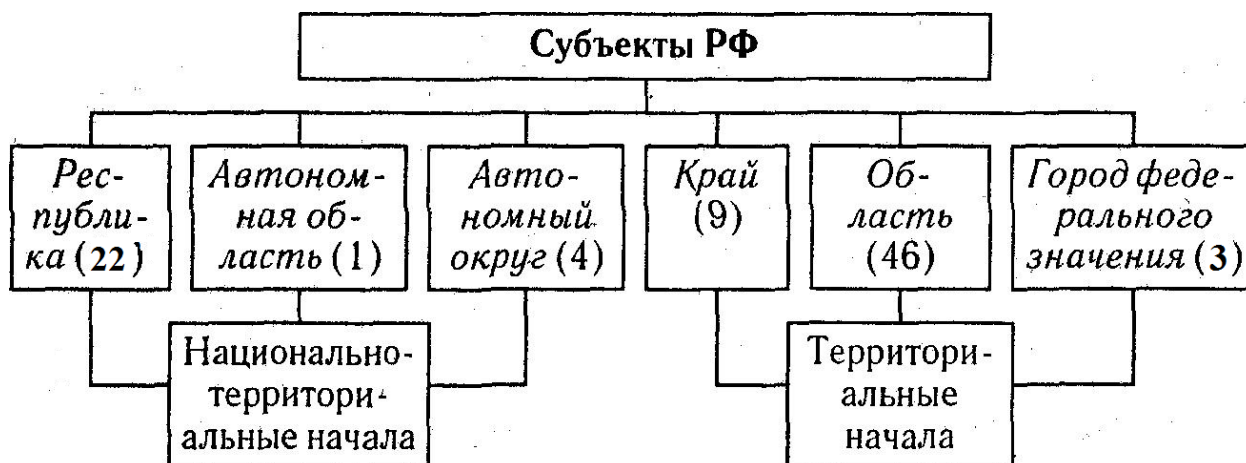 Субъекты РФ
Рес-
публи-
ка (22)
Автоном-
ная об-
ласть (1)
Авто-
номный
округ (4)
Край
(9)
Об-
ласть
(46)
Город феде-
рального
значения (3)
Национально-
территори-
альные начала
Территори-
альные
начала